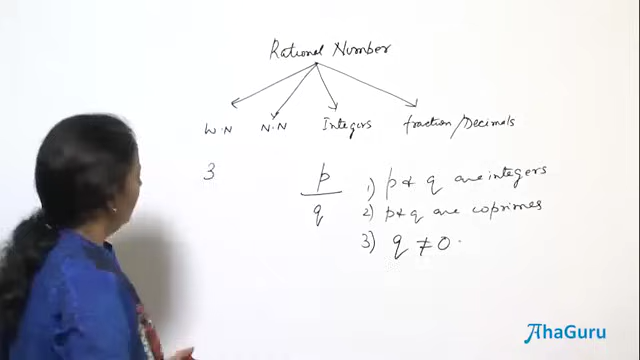 Rational Number
W.N N.N Integers fraction/Decimals
3
p
q
1) p & q are integers
2) p & q are coprimes
3) q ≠ 0.
AhaGuru